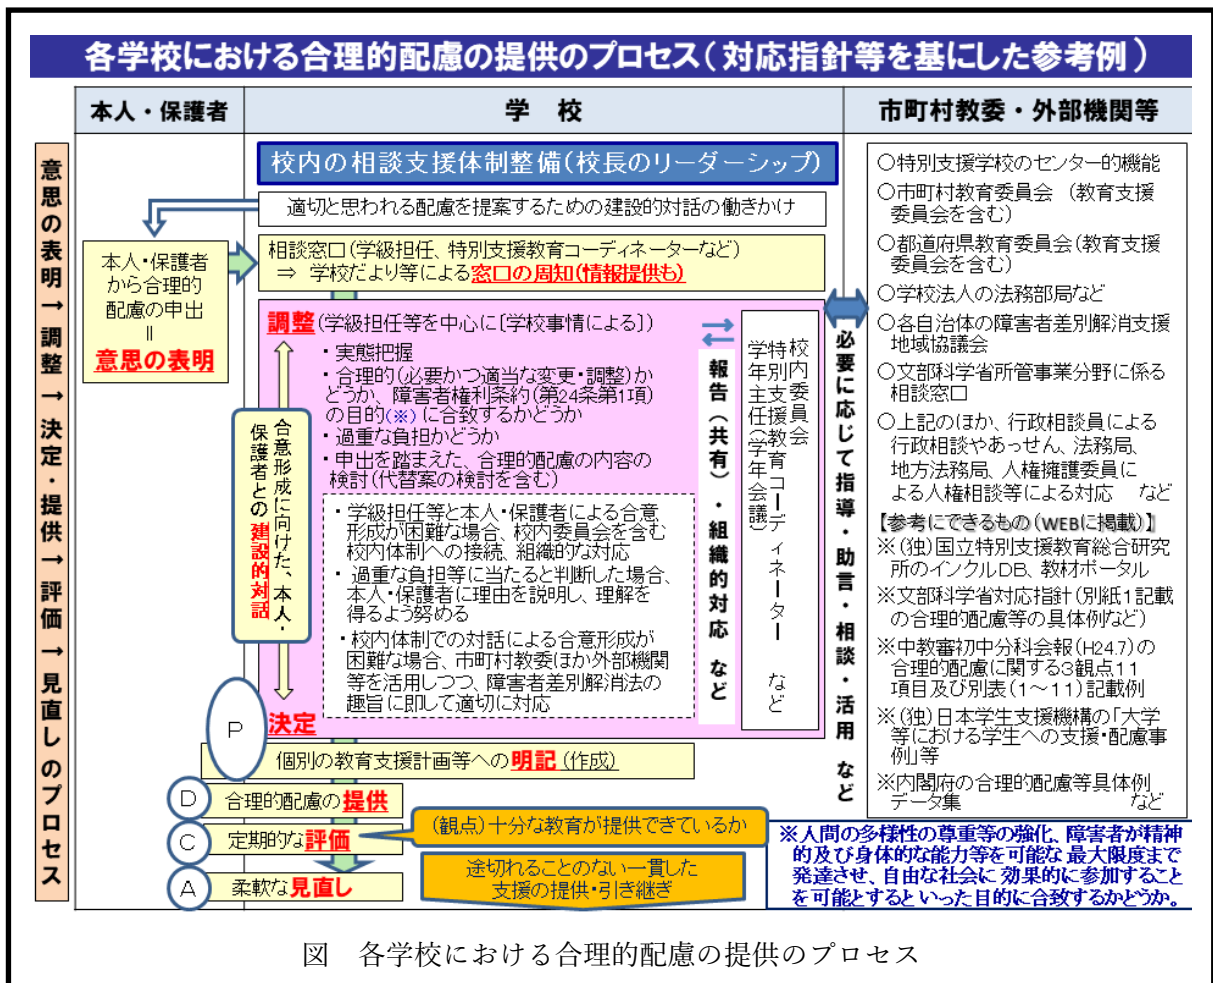 各学校における合理的配慮の提供のプロセス(対応指針等を基にした参考例)
本人・保護者
学　校
市町村教委・外部機関等
意思の表明→調整→決定・提供→評価→見直しのプロセス
校内の相談支援体制整備(校長のリーダーシップ)
適切と思われる配慮を提案するための建設的対話の働きかけ
本人・保護者
から合理的
配慮の申出
＝
意思の表明
相談窓口(学級担任、特別支援教育コーディネーターなど)
⇒ 学校だより等による窓口の周知(情報提供も)
調整(学級担任等を中心に〔学校事情による〕)
・実態把握
・合理的(必要かつ適当な変更・調整)か
どうか、障害者権利条約(第24条第1項)
の目的(※)に合致するかどうか
・過重な負担かどうか
・申出を踏まえた、合理的配慮の内容の
検討(代替案の検討を含む)
合意形成に向けた、本人・
保護者との建設的対話
・学級担任等と本人・保護者による合意
形成が困難な場合、校内委員会を含む
校内体制への接続、組織的な対応
・過重な負担等に当たると判断した場合、
本人・保護者に理由を説明し、理解を
得るよう努める
・校内体制での対話による合意形成が
困難な場合、市町村教委ほか外部機関
等を活用しつつ、障害者差別解消法の
趣旨に即して適切に対応
決定
報告(共有)・組織的対応 など
校内委員会
特別支援教育コーディネーター など
学年主任(学年会議)
必要に応じて指導・助言・相談・活用 など
P
個別の教育支援計画等への明記(作成)
D
合理的配慮の提供
C
定期的な評価
(観点)十分な教育が提供できているか
A
柔軟な見直し
途切れることのない一貫した
支援の提供・引き継ぎ
○特別支援学校のセンター的機能
○市町村教育委員会 (教育支援
委員会を含む)
○都道府県教育委員会(教育支援
委員会を含む)
○学校法人の法務部局など
○各自治体の障害者差別解消支援
地域協議会
○文部科学省所管事業分野に係る
相談窓口
○上記のほか、行政相談員による
行政相談やあっせん、法務局、
地方法務局、人権擁護委員に
よる人権相談等による対応　など
【参考にできるもの(WEBに掲載)】
※(独)国立特別支援教育総合研究
所のインクルDB、教材ポータル
※文部科学省対応指針(別紙1記載
の合理的配慮等の具体例など)
※中教審初中分科会報(H24.7)の
合理的配慮に関する3観点11
項目及び別表(1～11)記載例
※(独)日本学生支援機構の「大学
等における学生への支援・配慮事
例」等
※内閣府の合理的配慮等具体例
データ集　など
※人間の多様性の尊重等の強化、障害者が精神
的及び身体的な能力等を可能な最大限度まで
発達させ、自由な社会に効果的に参加すること
を可能とするといった目的に合致するかどうか。
図　各学校における合理的配慮の提供のプロセス